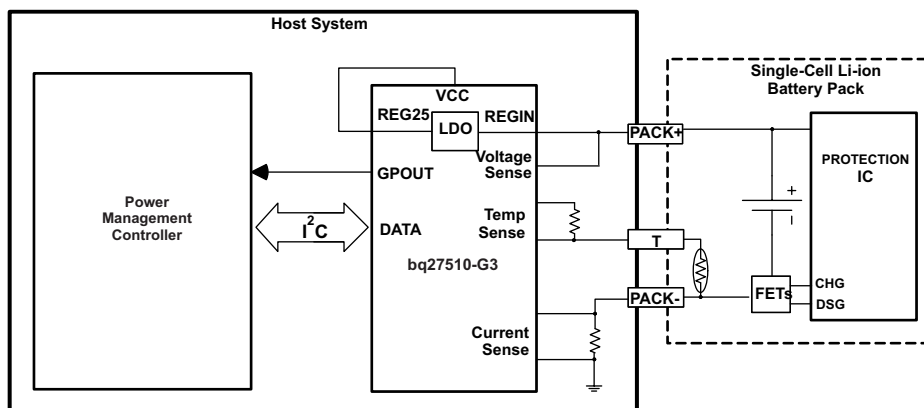 Host System
Power
Management
Controller
I2C
VCC
REG25
LDO
REGIN
Voltage
Sense
GPOUT
DATA
Temp
Sense
bq27510-G3
Current
Sense
PACK+
T
PACK-
Single-Cell Li-ion
Battery Pack
PROTECTION
IC
+
–
FETs
CHG
DSG